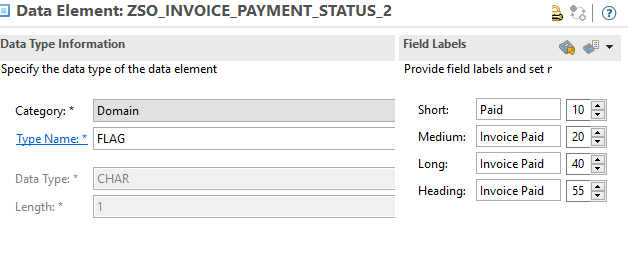 Data Element: ZSO_INVOICE_PAYMENT_STATUS_2
Data Type Information
Specify the data type of the data element
Category: * Domain
Type Name: * FLAG
Data Type: * CHAR
Length: * 1
Field Labels
Provide field labels and set r
Short: Paid 10
Medium: Invoice Paid 20
Long: Invoice Paid 40
Heading: Invoice Paid 55